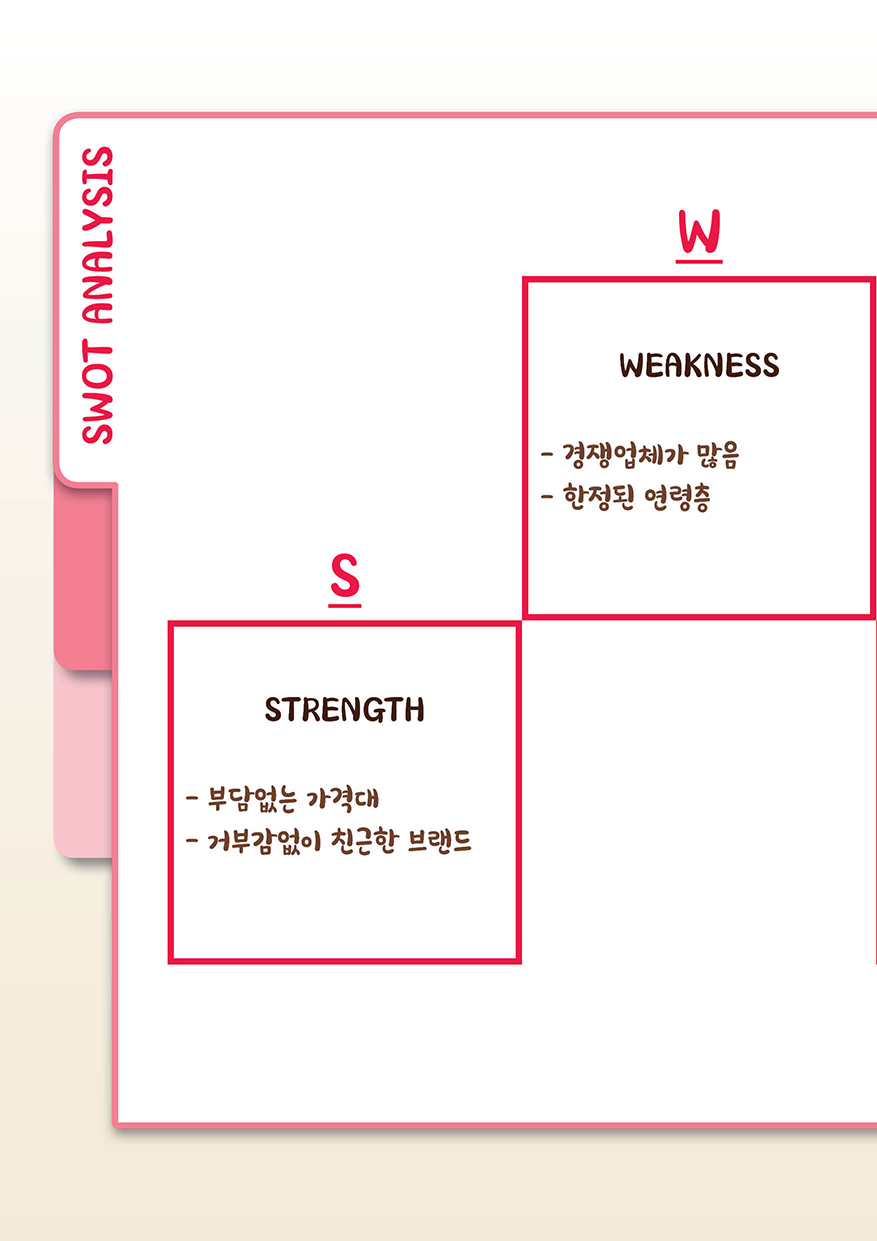 SWOT ANALYSIS
S
STRENGTH
- 부담없는 가격대
- 거부감없이 친근한 브랜드
W
WEAKNESS
- 경쟁업체가 많음
- 한정된 연령층